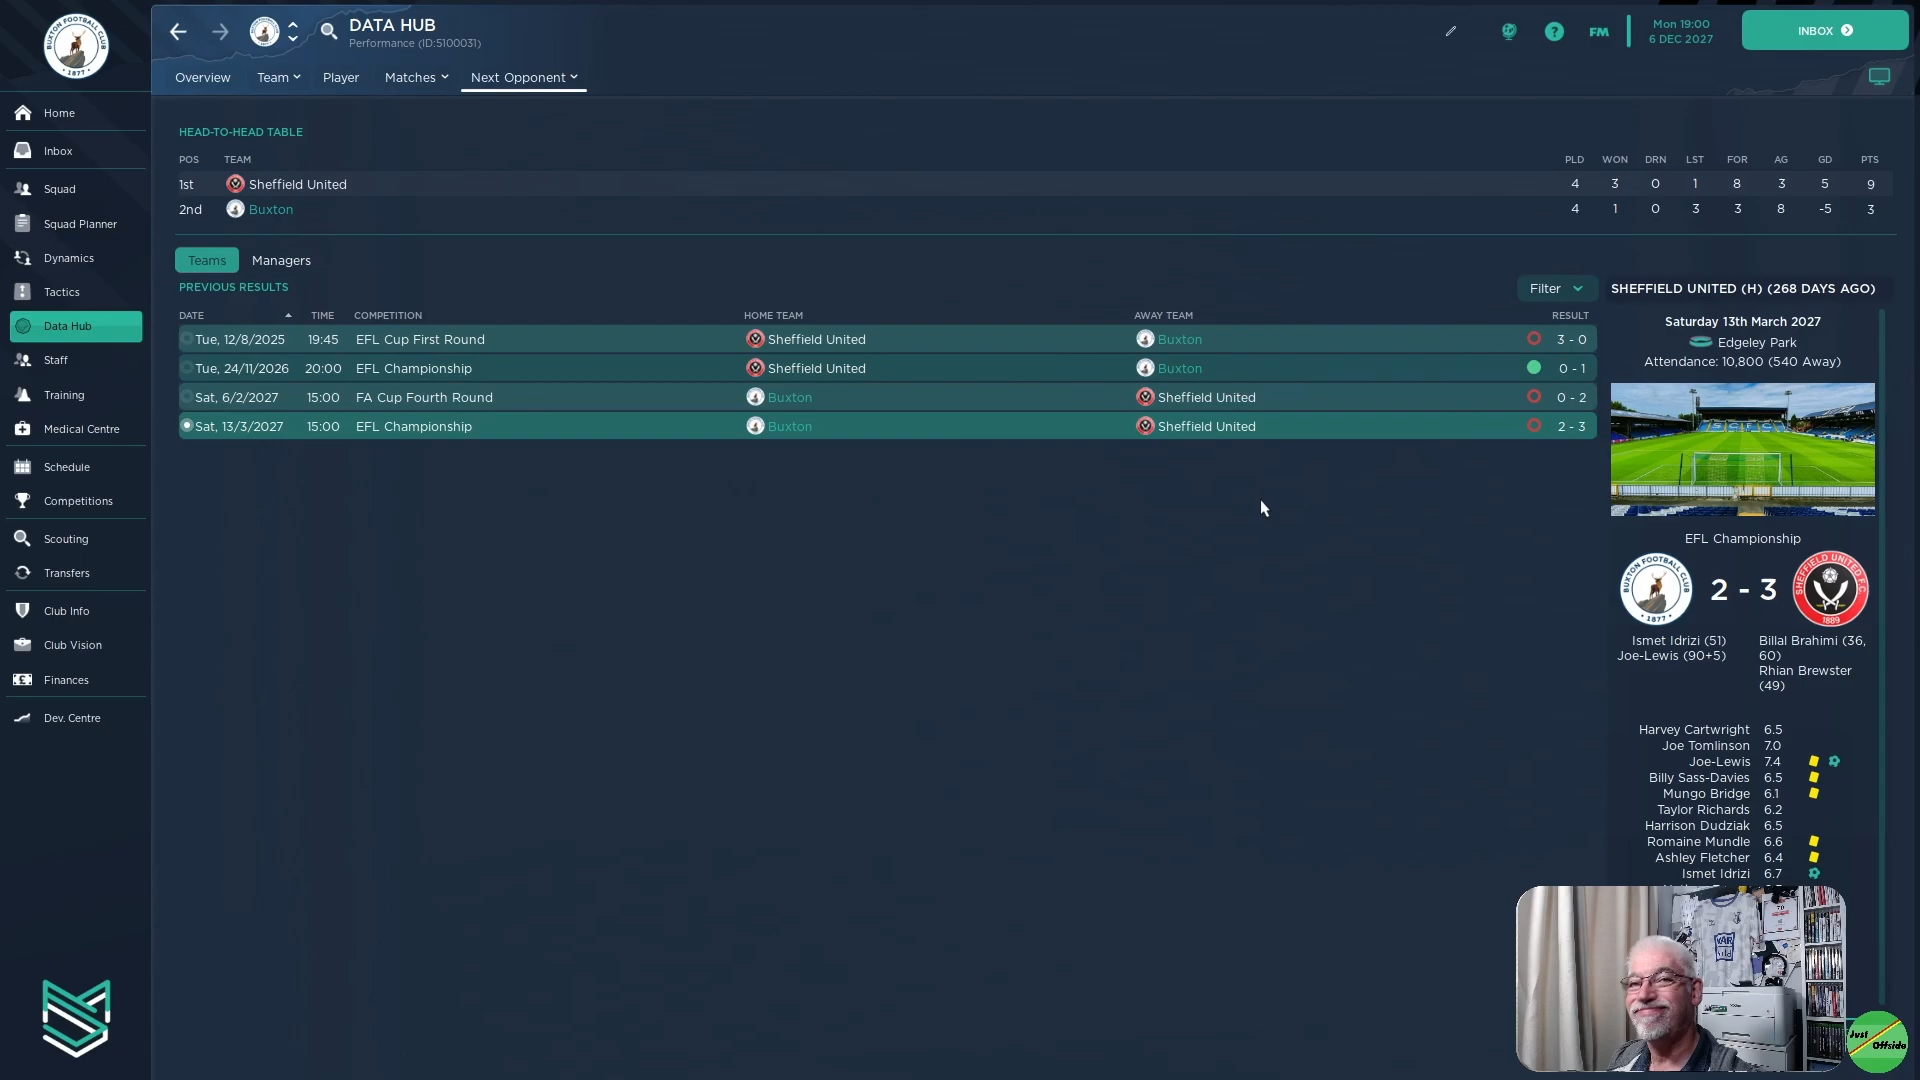 DATA HUB
Performance (ID:5100031)
FM
Mon 19:00
6 DEC 2027
INBOX
Overview
Team
Player
Matches
Next Opponent
Home
Inbox
Squad
Squad Planner
Dynamics
Tactics
Data Hub
Staff
Training
Medical Centre
Schedule
Competitions
Scouting
Transfers
Club Info
Club Vision
Finances
Dev. Centre
HEAD-TO-HEAD TABLE
POS TEAM PLD WON DRN LST FOR AG GD PTS
1st Sheffield United 4 3 0 1 8 3 5 9
2nd Buxton 4 1 0 3 3 8 -5 3
Teams Managers
PREVIOUS RESULTS
Filter
DATE TIME COMPETITION HOME TEAM AWAY TEAM RESULT
Tue, 12/8/2025 19:45 EFL Cup First Round Sheffield United Buxton 3 - 0
Tue, 24/11/2026 20:00 EFL Championship Sheffield United Buxton 0 - 1
Sat, 6/2/2027 15:00 FA Cup Fourth Round Buxton Sheffield United 0 - 2
Sat, 13/3/2027 15:00 EFL Championship Buxton Sheffield United 2 - 3
SHEFFIELD UNITED (H) (268 DAYS AGO)
Saturday 13th March 2027
Edgeley Park
Attendance: 10,800 (540 Away)
EFL Championship
BUXTON FOOTBALL CLUB
1877
2 - 3
SHEFFIELD UNITED F.C.
1889
Ismet Idrizi (51)
Joe-Lewis (90+5)
Billal Brahimi (36,
60)
Rhian Brewster
(49)
Harvey Cartwright 6.5
Joe Tomlinson 7.0
Joe-Lewis 7.4
Billy Sass-Davies 6.5
Mungo Bridge 6.1
Taylor Richards 6.2
Harrison Dudziak 6.5
Romaine Mundle 6.6
Ashley Fletcher 6.4
Ismet Idrizi 6.7
Just
Offside